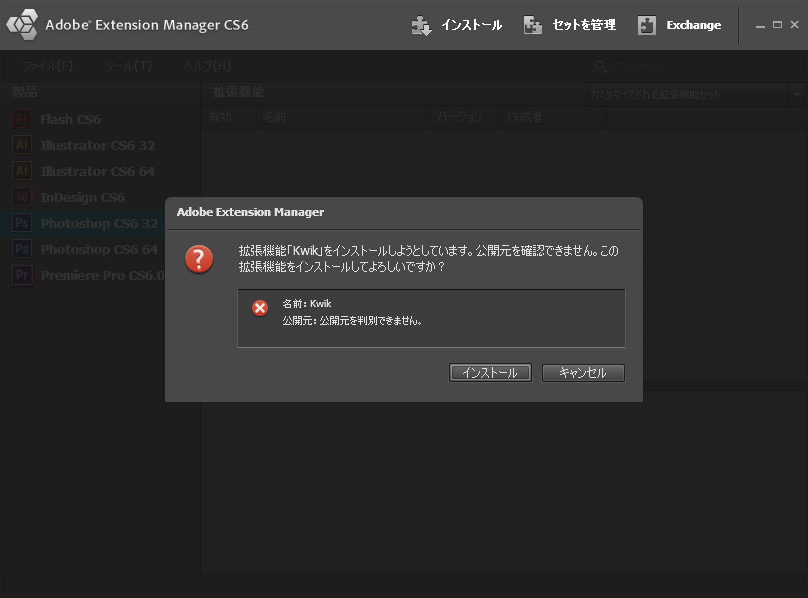 Adobe® Extension Manager CS6
インストール
セットを管理
Exchange
ファイル(F) ツール(T) ヘルプ(H)
製品
拡張機能
カスタマイズされた拡張機能セット
有効 名前 バージョン 作成者
Fl Flash CS6
Ai Illustrator CS6 32
Ai Illustrator CS6 64
Id InDesign CS6
Ps Photoshop CS6 32
Ps Photoshop CS6 64
Pr Premiere Pro CS6.0
Adobe Extension Manager
拡張機能「Kwik」をインストールしようとしています。公開元を確認できません。この
拡張機能をインストールしてよろしいですか?
名前: Kwik
公開元: 公開元を判別できません。
インストール
キャンセル